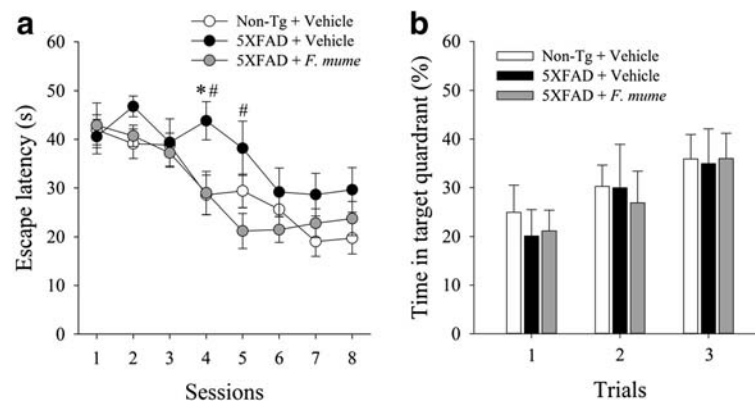 a
Non-Tg + Vehicle
5XFAD + Vehicle
5XFAD + F. mume
Escape latency (s)
60
50
40
30
20
10
0
*#
#
1 2 3 4 5 6 7 8
Sessions
b
Non-Tg + Vehicle
5XFAD + Vehicle
5XFAD + F. mume
Time in target quadrant (%)
60
50
40
30
20
10
0
1 2 3
Trials